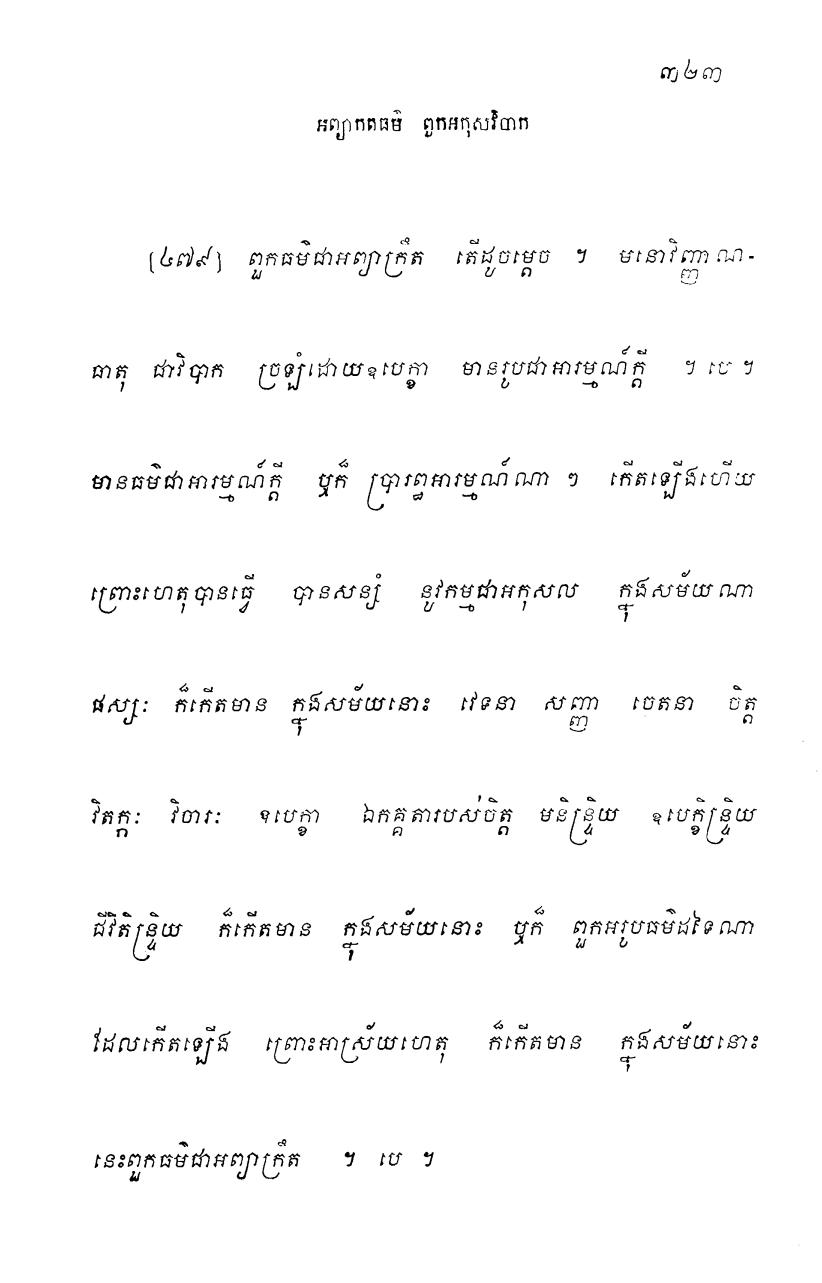 ៣២៣
អព្យាកតធម៌ ពួកអកុសវិបាក
[៤៧៩] ពួកធម៌ជាអព្យាក្រឹត តើដូចម្តេច ។ មនោវិញ្ញាណ-
ធាតុ ជាវិបាក ច្រឡំដោយឧបេក្ខា មានរូបជាអារម្មណ៍ក្តី ។ បេ ។
មានធម៌ជាអារម្មណ៍ក្តី ឬក៏ ប្រារព្ធអារម្មណ៍ណា ៗ កើតឡើងហើយ
ព្រោះហេតុបានធ្វើ បានសន្សំ នូវកម្មជាអកុសល ក្នុងសម័យណា
ផស្សៈ ក៏កើតមាន ក្នុងសម័យនោះ វេទនា សញ្ញា ចេតនា ចិត្ត
វិតក្កៈ វិចារៈ ឧបេក្ខា ឯកគ្គតារបស់ចិត្ត មនិន្ទ្រិយ ឧបេក្ខិន្ទ្រិយ
ជីវិតិន្ទ្រិយ ក៏កើតមាន ក្នុងសម័យនោះ ឬក៏ ពួកអរូបធម៌ដទៃណា
ដែលកើតឡើង ព្រោះអាស្រ័យហេតុ ក៏កើតមាន ក្នុងសម័យនោះ
នេះពួកធម៌ជាអព្យាក្រឹត ។ បេ ។